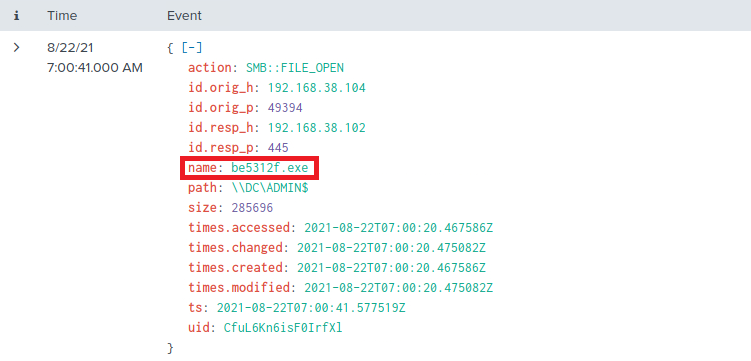 i Time Event
> 8/22/21 { [-]
7:00:41.000 AM action: SMB::FILE_OPEN
id.orig_h: 192.168.38.104
id.orig_p: 49394
id.resp_h: 192.168.38.102
id.resp_p: 445
name: be5312f.exe
path: \\DC\ADMIN$
size: 285696
times.accessed: 2021-08-22T07:00:20.467586Z
times.changed: 2021-08-22T07:00:20.475082Z
times.created: 2021-08-22T07:00:20.467586Z
times.modified: 2021-08-22T07:00:20.475082Z
ts: 2021-08-22T07:00:41.577519Z
uid: CfuL6Kn6isF0IrfXl
}